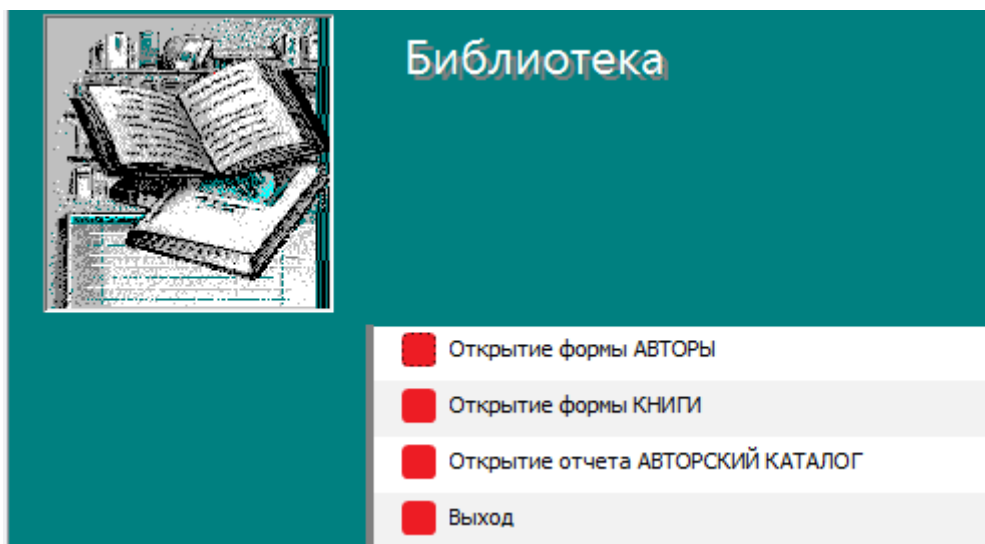 Библиотека
Открытие формы АВТОРЫ
Открытие формы КНИГИ
Открытие отчета АВТОРСКИЙ КАТАЛОГ
Выход